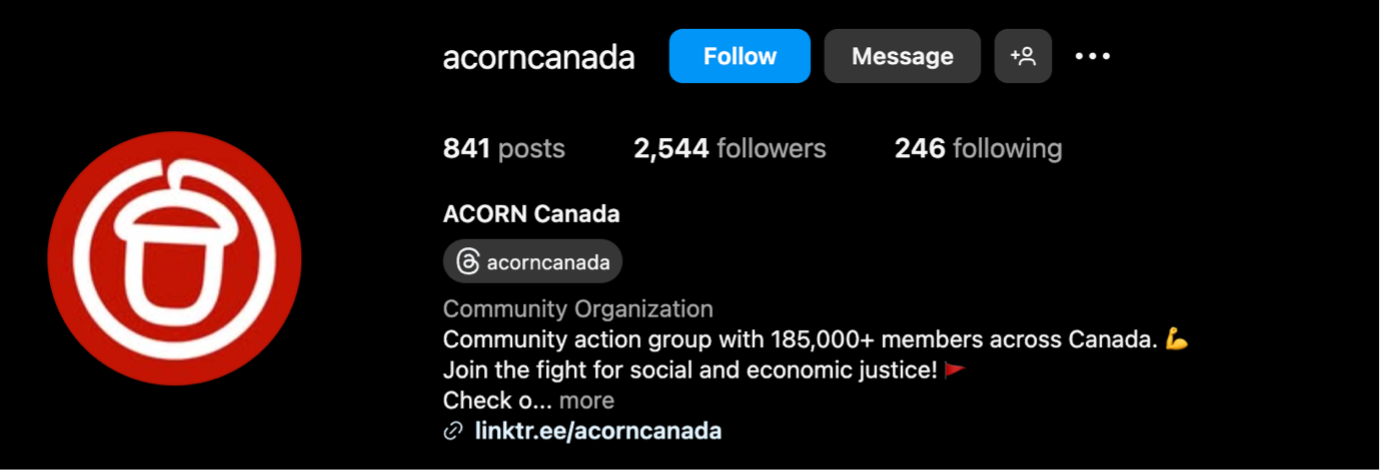 acorncanada Follow Message
841 posts 2,544 followers 246 following
ACORN Canada
acorncanada
Community Organization
Community action group with 185,000+ members across Canada. 💪
Join the fight for social and economic justice! 🚩
Check o... more
linktr.ee/acorncanada